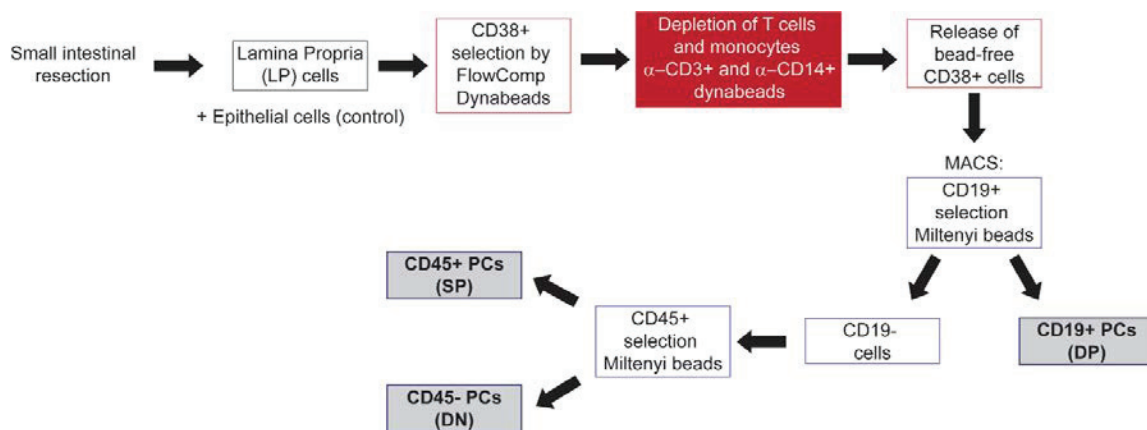 Small intestinal
resection
Lamina Propria
(LP) cells
+ Epithelial cells (control)
CD38+
selection by
FlowComp
Dynabeads
Depletion of T cells
and monocytes
α–CD3+ and α–CD14+
dynabeads
Release of
bead-free
CD38+ cells
MACS:
CD19+
selection
Miltenyi beads
CD19+ PCs
(DP)
CD19-
cells
CD45+
selection
Miltenyi beads
CD45+ PCs
(SP)
CD45- PCs
(DN)